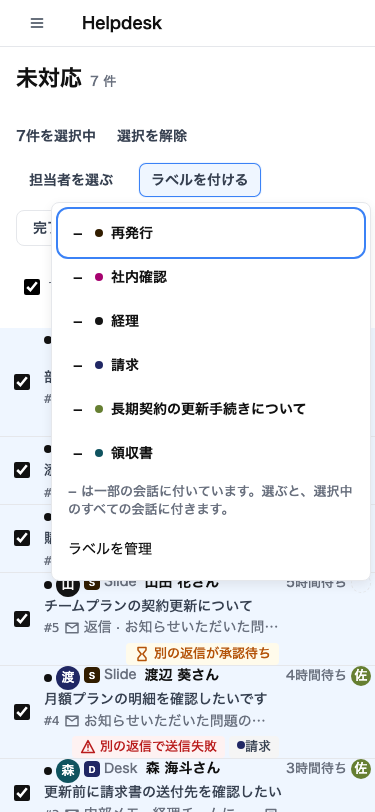 Helpdesk
未対応 7 件
7件を選択中 選択を解除
担当者を選ぶ ラベルを付ける
– 再発行
– 社内確認
– 経理
– 請求
– 長期契約の更新手続きについて
– 領収書
– は一部の会話に付いています。選ぶと、選択中
のすべての会話に付きます。
ラベルを管理
S Slide 山田 花さん 5時間待ち
チームプランの契約更新について
#5 返信 · お知らせいただいた問…
別の返信が承認待ち
渡 S Slide 渡辺 葵さん 4時間待ち 佐
月額プランの明細を確認したいです
#4 お知らせいただいた問題の…
別の返信で送信失敗 請求
森 D Desk 森 海斗さん 3時間待ち 佐
更新前に請求書の送付先を確認したい